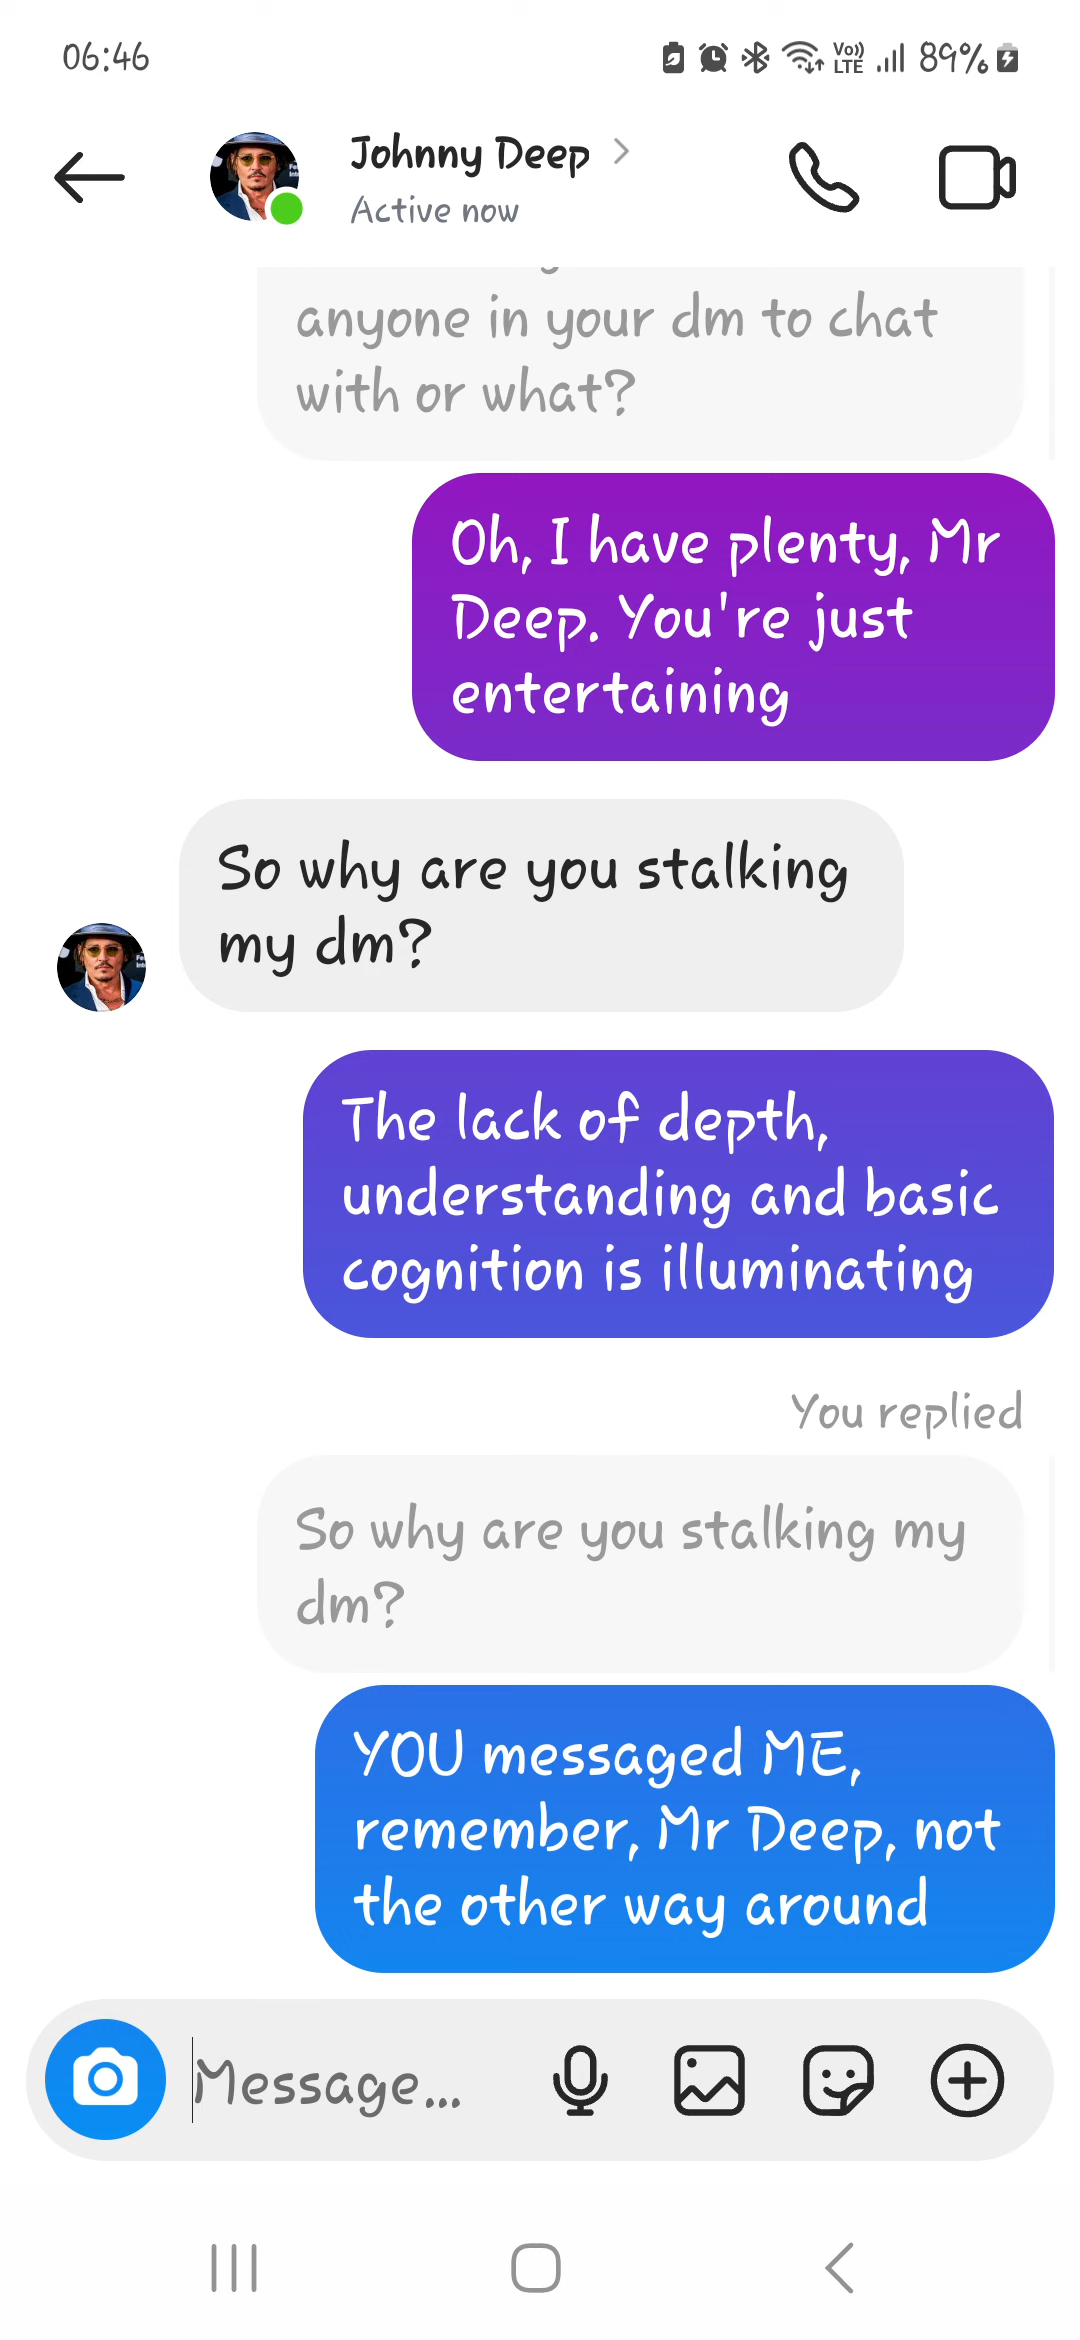 06:46
Vo)) LTE 89%
Johnny Deep
Active now
anyone in your dm to chat
with or what?
Oh, I have plenty, Mr
Deep. You're just
entertaining
So why are you stalking
my dm?
The lack of depth,
understanding and basic
cognition is illuminating
You replied
So why are you stalking my
dm?
YOU messaged ME,
remember, Mr Deep, not
the other way around
Message...